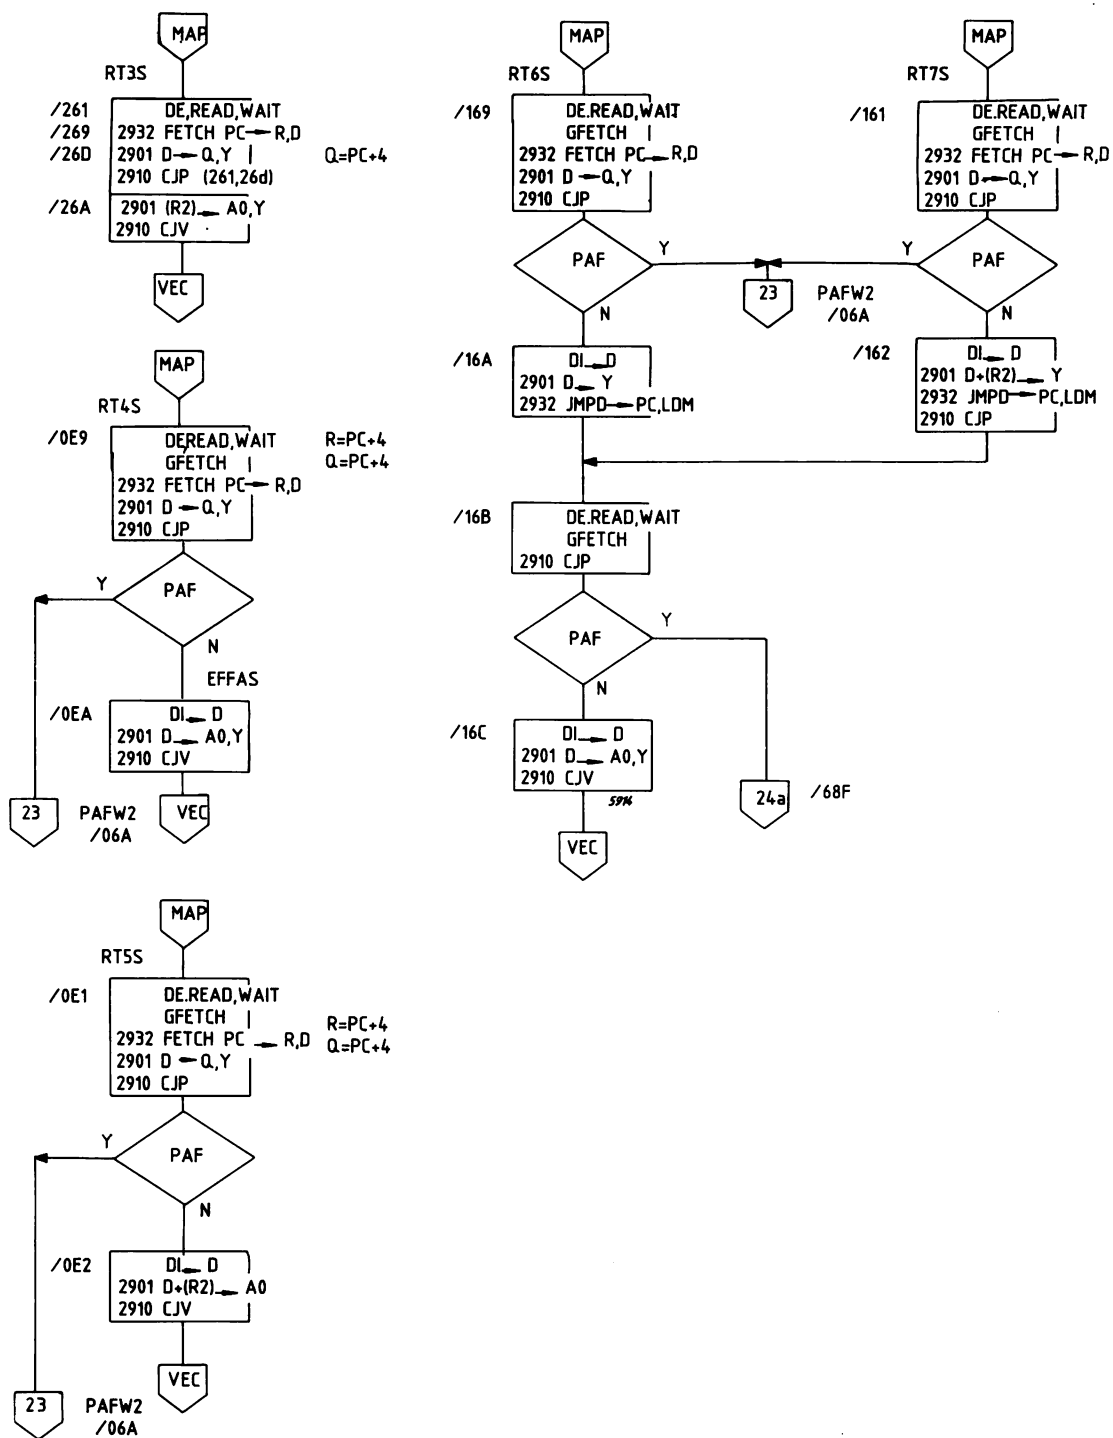 MAP
RT3S
/261
DE,READ,WAIT
/269
2932 FETCH PC → R,D
/26D
2901 D → Q,Y
Q=PC+4
2910 CJP (261,26d)
/26A
2901 (R2) → A0,Y
2910 CJV
VEC
MAP
RT4S
/0E9
DE,READ,WAIT
R=PC+4
GFETCH
Q=PC+4
2932 FETCH PC → R,D
2901 D → Q,Y
2910 CJP
Y
PAF
N
EFFAS
/0EA
DI → D
2901 D → A0,Y
2910 CJV
23
PAFW2
/06A
VEC
MAP
RT5S
/0E1
DE.READ,WAIT
GFETCH
R=PC+4
2932 FETCH PC → R,D
Q=PC+4
2901 D → Q,Y
2910 CJP
Y
PAF
N
/0E2
DI → D
2901 D+(R2) → A0
2910 CJV
VEC
23
PAFW2
/06A
MAP
RT6S
/169
DE.READ,WAIT
GFETCH
2932 FETCH PC → R,D
2901 D → Q,Y
2910 CJP
PAF
Y
N
23
PAFW2
/06A
/16A
DI → D
2901 D → Y
2932 JMPD → PC,LDM
MAP
RT7S
/161
DE.READ,WAIT
GFETCH
2932 FETCH PC → R,D
2901 D → Q,Y
2910 CJP
Y
PAF
N
/162
DI → D
2901 D+(R2) → Y
2932 JMPD → PC,LDM
2910 CJP
/16B
DE.READ,WAIT
GFETCH
2910 CJP
PAF
Y
N
/16C
DI → D
2901 D → A0,Y
2910 CJV
5914
VEC
24a
/68F